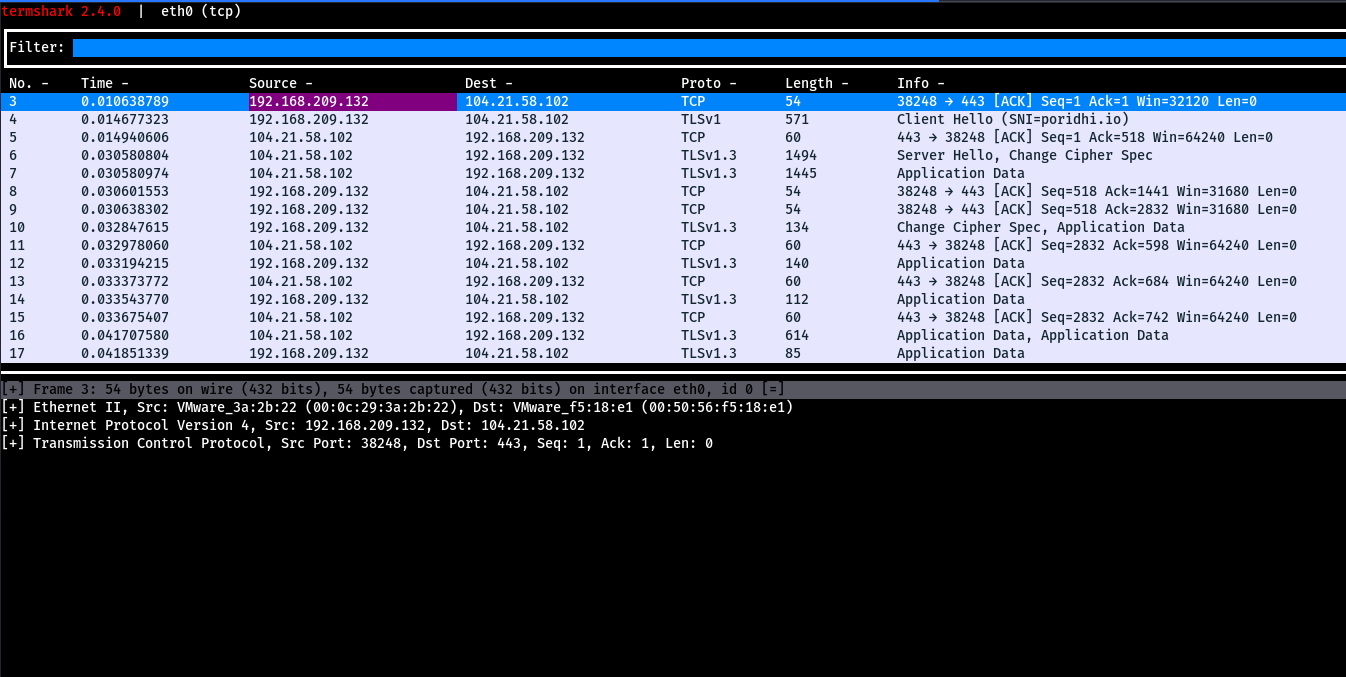 termshark 2.4.0 | eth0 (tcp)
Filter:
No. - Time - Source - Dest - Proto - Length - Info -
3 0.010638789 192.168.209.132 104.21.58.102 TCP 54 38248 → 443 [ACK] Seq=1 Ack=1 Win=32120 Len=0
4 0.014677323 192.168.209.132 104.21.58.102 TLSv1 571 Client Hello (SNI=poridhi.io)
5 0.014940606 104.21.58.102 192.168.209.132 TCP 60 443 → 38248 [ACK] Seq=1 Ack=518 Win=64240 Len=0
6 0.030580804 104.21.58.102 192.168.209.132 TLSv1.3 1494 Server Hello, Change Cipher Spec
7 0.030580974 104.21.58.102 192.168.209.132 TLSv1.3 1445 Application Data
8 0.030601553 192.168.209.132 104.21.58.102 TCP 54 38248 → 443 [ACK] Seq=518 Ack=1441 Win=31680 Len=0
9 0.030638302 192.168.209.132 104.21.58.102 TCP 54 38248 → 443 [ACK] Seq=518 Ack=2832 Win=31680 Len=0
10 0.032847615 192.168.209.132 104.21.58.102 TLSv1.3 134 Change Cipher Spec, Application Data
11 0.032978060 104.21.58.102 192.168.209.132 TCP 60 443 → 38248 [ACK] Seq=2832 Ack=598 Win=64240 Len=0
12 0.033194215 192.168.209.132 104.21.58.102 TLSv1.3 140 Application Data
13 0.033373772 104.21.58.102 192.168.209.132 TCP 60 443 → 38248 [ACK] Seq=2832 Ack=684 Win=64240 Len=0
14 0.033543770 192.168.209.132 104.21.58.102 TLSv1.3 112 Application Data
15 0.033675407 104.21.58.102 192.168.209.132 TCP 60 443 → 38248 [ACK] Seq=2832 Ack=742 Win=64240 Len=0
16 0.041707580 104.21.58.102 192.168.209.132 TLSv1.3 614 Application Data, Application Data
17 0.041851339 192.168.209.132 104.21.58.102 TLSv1.3 85 Application Data
[+] Frame 3: 54 bytes on wire (432 bits), 54 bytes captured (432 bits) on interface eth0, id 0 [=]
[+] Ethernet II, Src: VMware_3a:2b:22 (00:0c:29:3a:2b:22), Dst: VMware_f5:18:e1 (00:50:56:f5:18:e1)
[+] Internet Protocol Version 4, Src: 192.168.209.132, Dst: 104.21.58.102
[+] Transmission Control Protocol, Src Port: 38248, Dst Port: 443, Seq: 1, Ack: 1, Len: 0